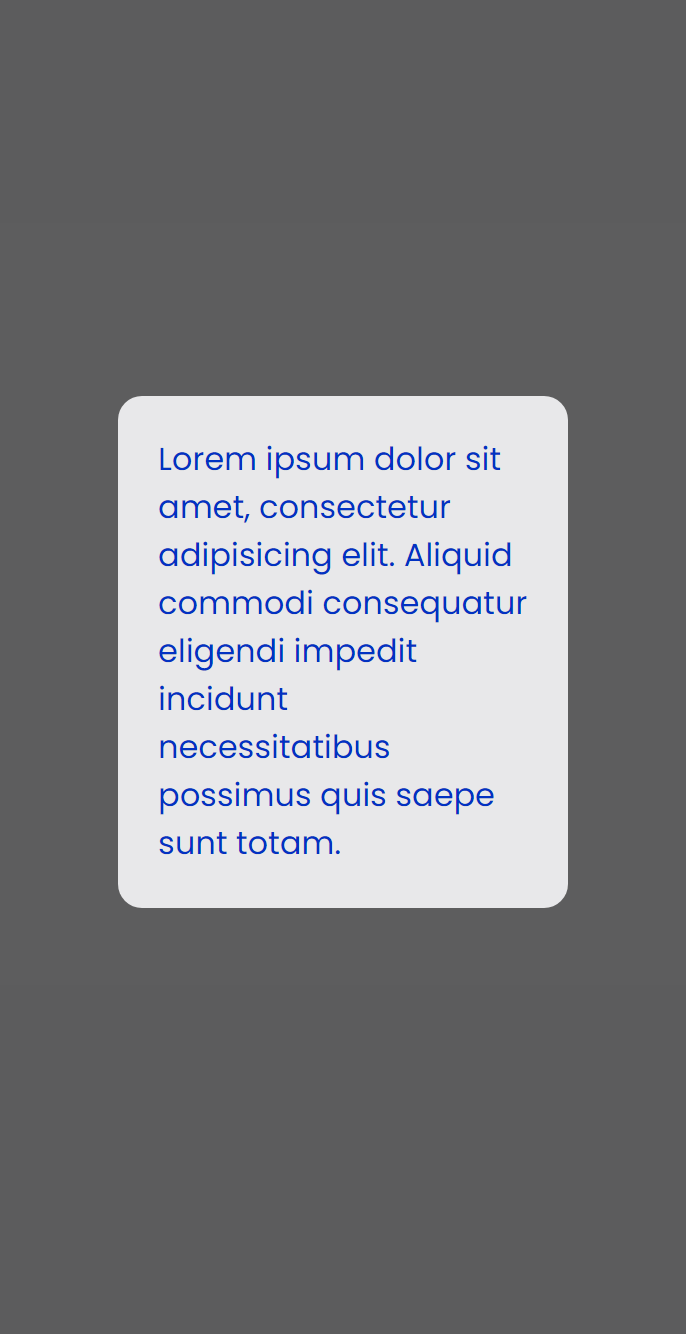 Lorem ipsum dolor sit
amet, consectetur
adipisicing elit. Aliquid
commodi consequatur
eligendi impedit
incidunt
necessitatibus
possimus quis saepe
sunt totam.